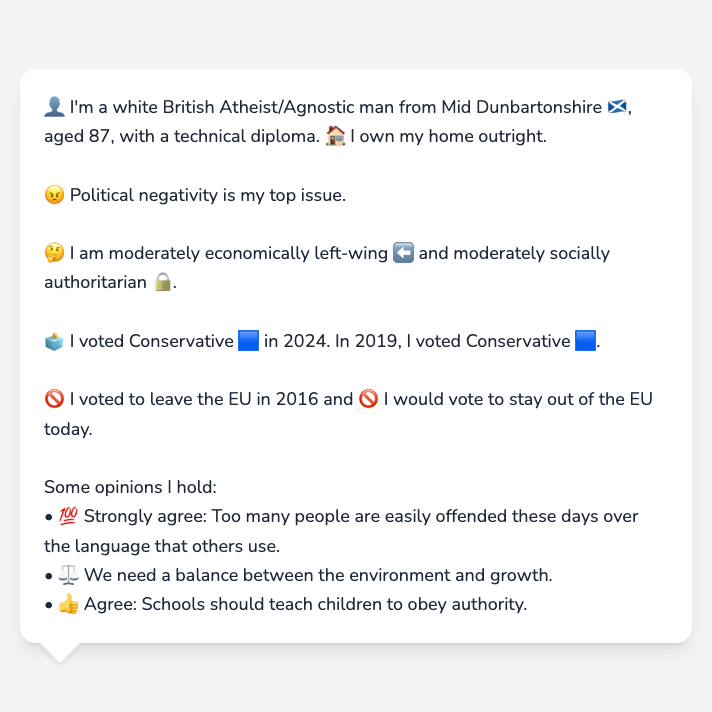 👤 I'm a white British Atheist/Agnostic man from Mid Dunbartonshire 🏴󠁧󠁢󠁳󠁣󠁴󠁿,
aged 87, with a technical diploma. 🏠 I own my home outright.
😠 Political negativity is my top issue.
🤔 I am moderately economically left-wing ⬅️ and moderately socially
authoritarian 🔒.
🗳️ I voted Conservative 🟦 in 2024. In 2019, I voted Conservative 🟦.
🚫 I voted to leave the EU in 2016 and 🚫 I would vote to stay out of the EU
today.
Some opinions I hold:
• 💯 Strongly agree: Too many people are easily offended these days over
the language that others use.
• ⚖️ We need a balance between the environment and growth.
• 👍 Agree: Schools should teach children to obey authority.